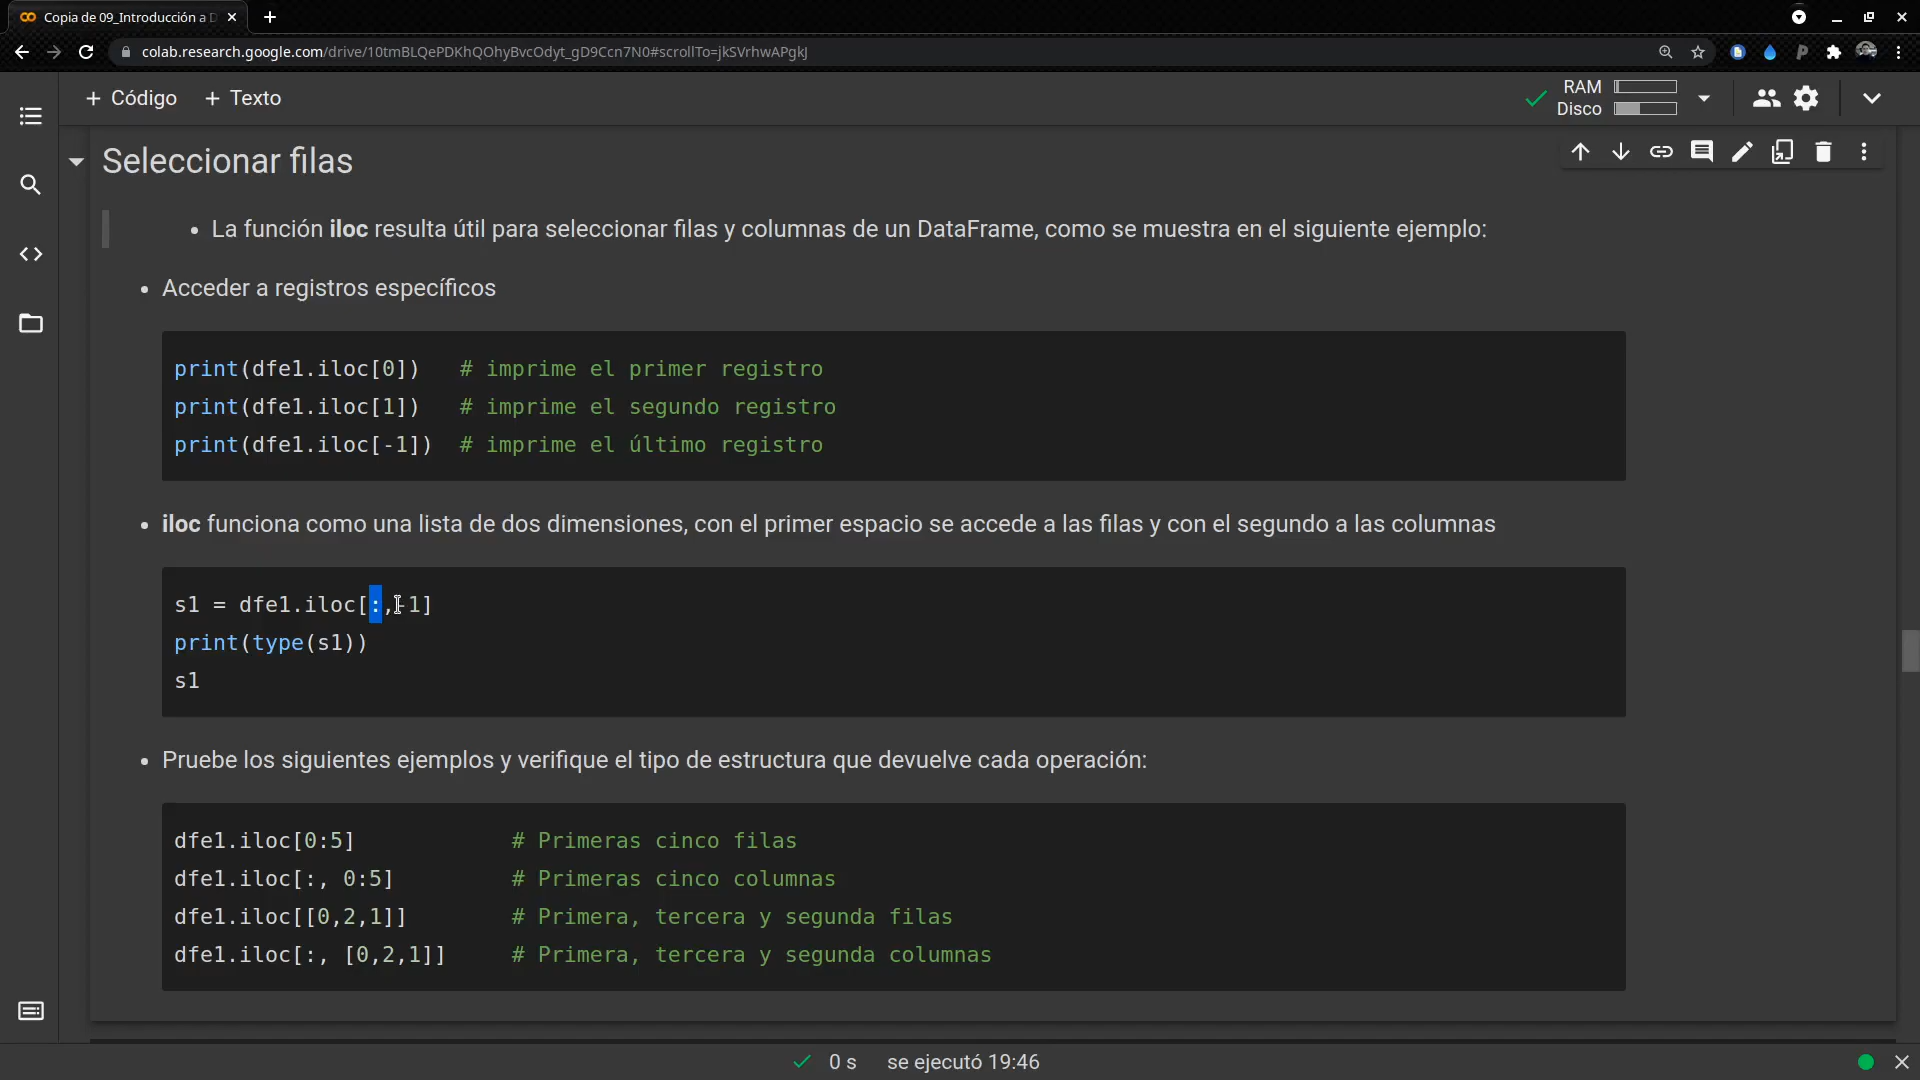 Copia de 09_Introducción a D
colab.research.google.com/drive/10tmBLQePDKhQOhyBvcOdyt_gD9Ccn7N0#scrollTo=jkSVrhwAPgkJ
+ Código + Texto
RAM
Disco
Seleccionar filas
• La función iloc resulta útil para seleccionar filas y columnas de un DataFrame, como se muestra en el siguiente ejemplo:
• Acceder a registros específicos
print(dfe1.iloc[0]) # imprime el primer registro
print(dfe1.iloc[1]) # imprime el segundo registro
print(dfe1.iloc[-1]) # imprime el último registro
• iloc funciona como una lista de dos dimensiones, con el primer espacio se accede a las filas y con el segundo a las columnas
s1 = dfe1.iloc[:,-1]
print(type(s1))
s1
• Pruebe los siguientes ejemplos y verifique el tipo de estructura que devuelve cada operación:
dfe1.iloc[0:5] # Primeras cinco filas
dfe1.iloc[:, 0:5] # Primeras cinco columnas
dfe1.iloc[[0,2,1]] # Primera, tercera y segunda filas
dfe1.iloc[:, [0,2,1]] # Primera, tercera y segunda columnas
0 s se ejecutó 19:46